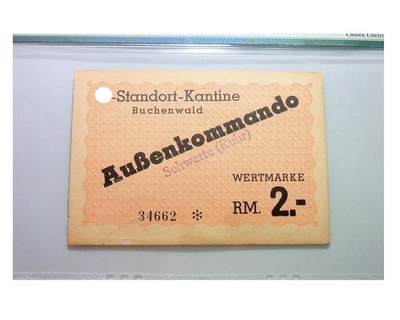 -Standort-Kantine
Buchenwald
Außenkommando
Schwerte (Ruhr)
WERTMARKE
34662 *
RM. 2.-